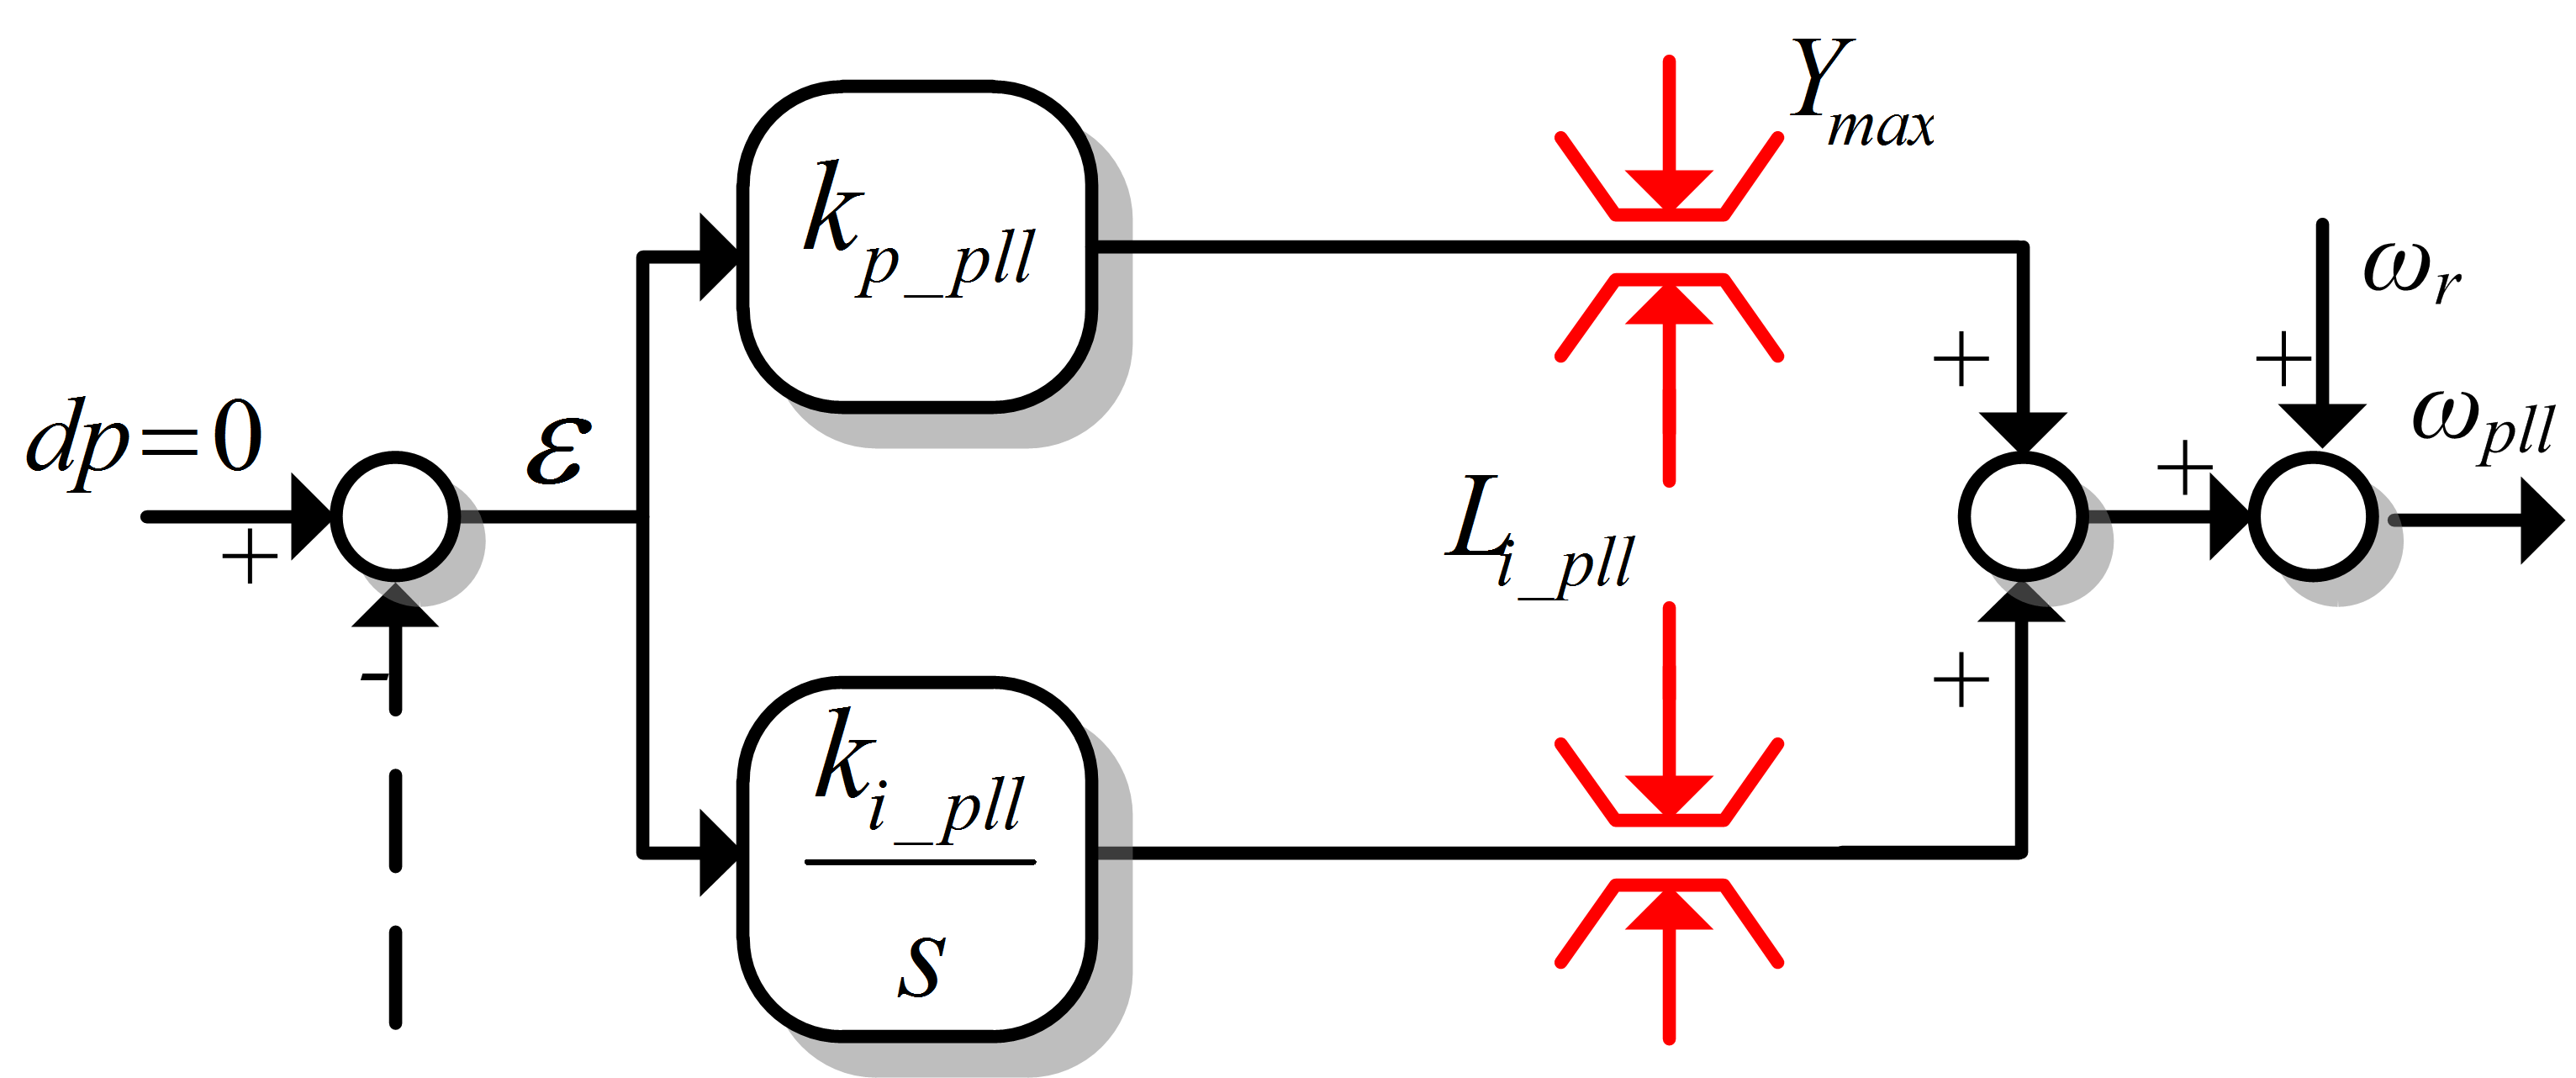 Y_max
k_p_pll
ω_r
dp=0
ε
+
+
ω_pll
+
+
L_i_pll
-
+
k_i_pll
s